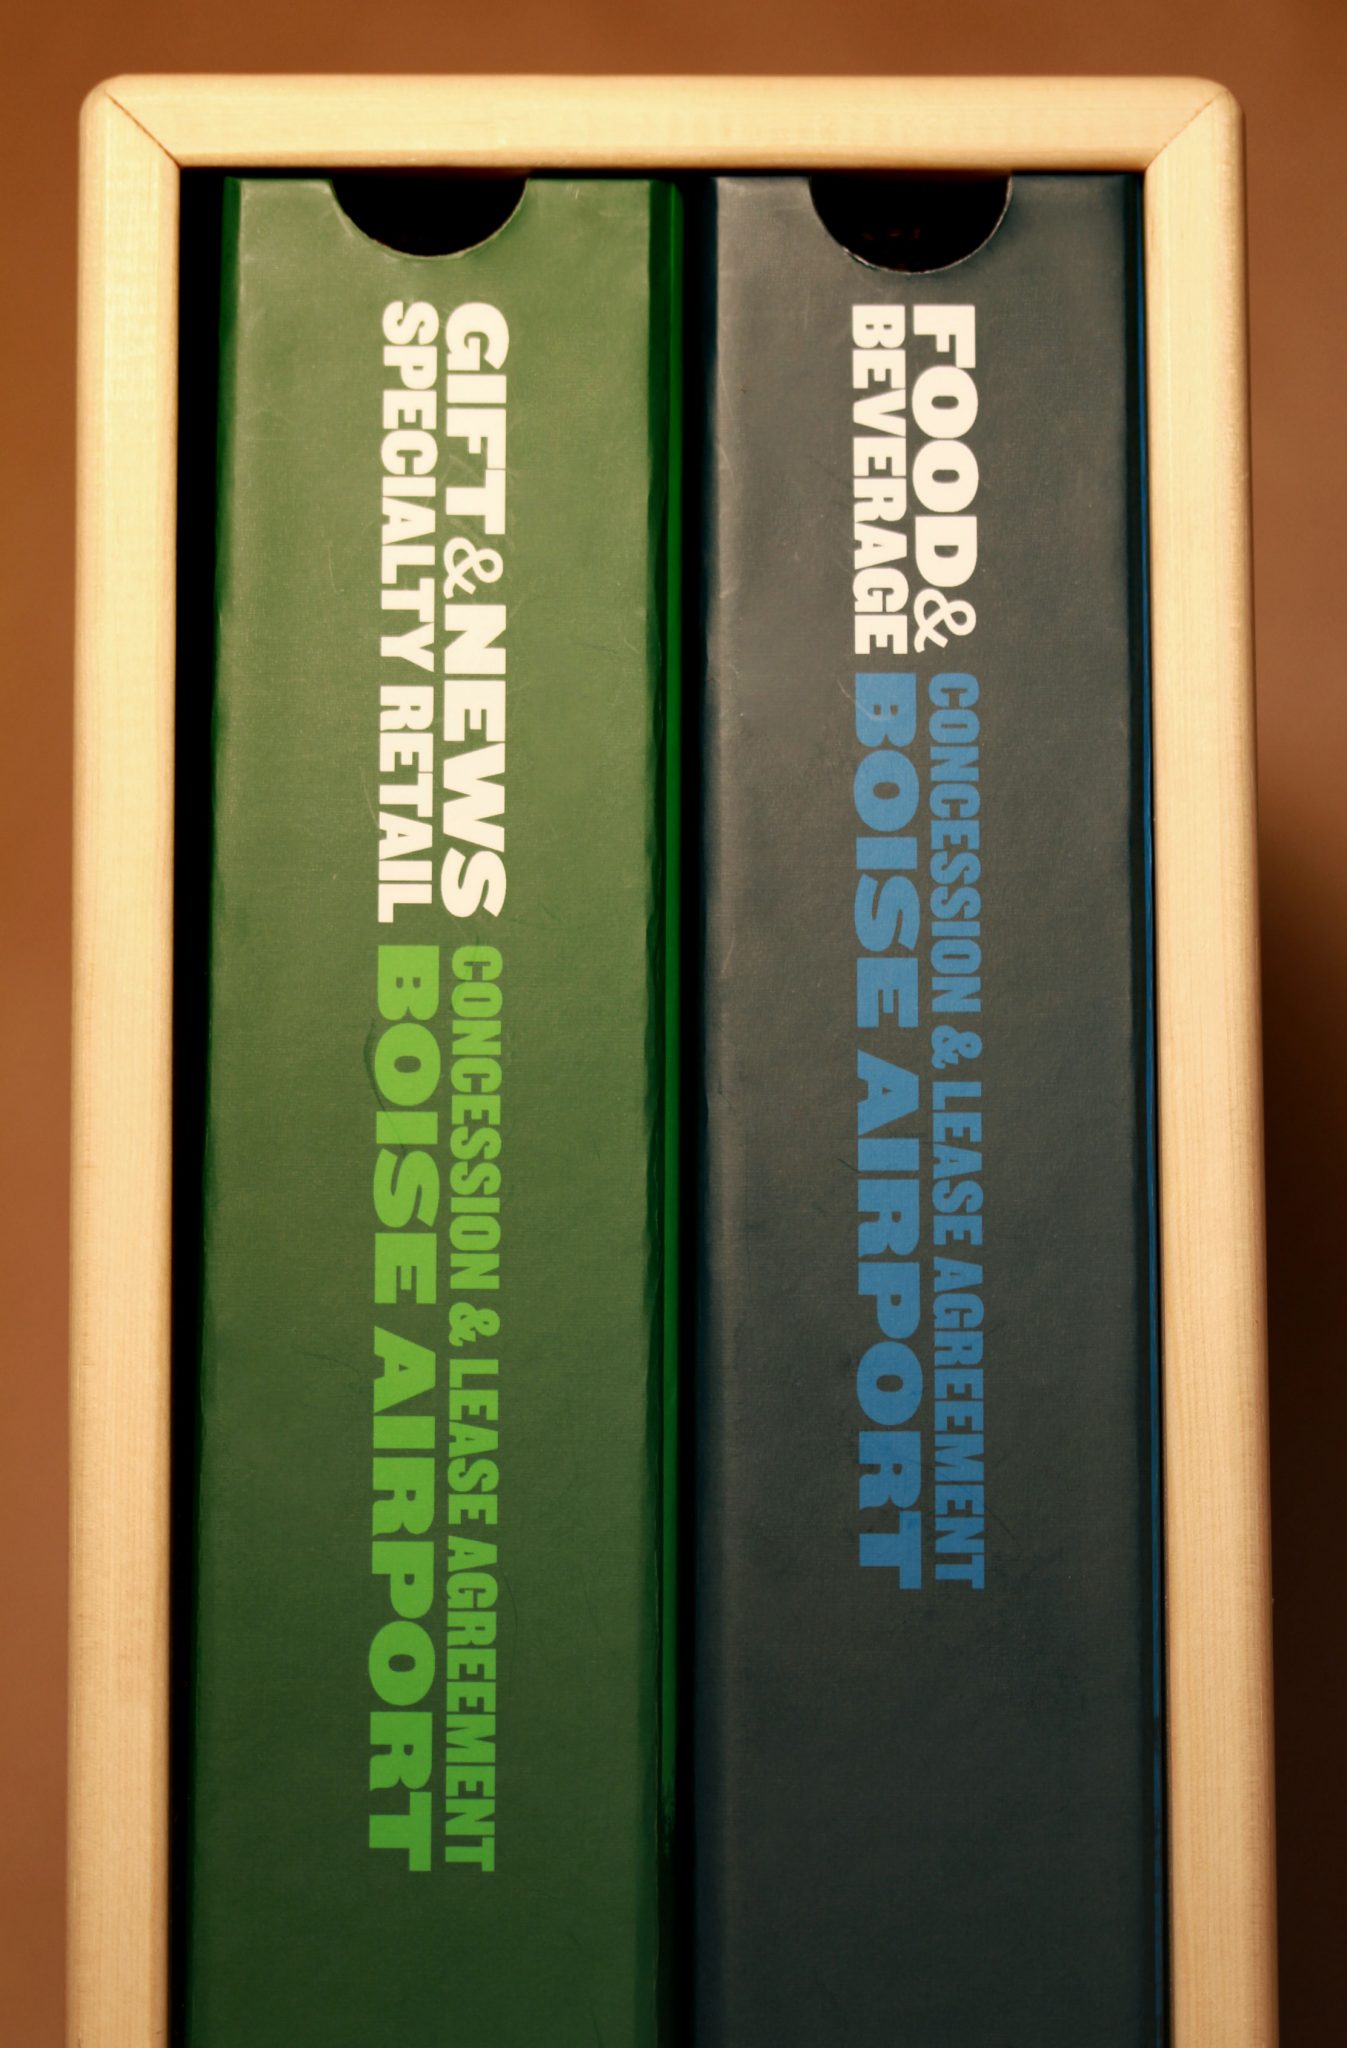 GIFT & NEWS
SPECIALTY RETAIL
CONCESSION & LEASE AGREEMENT
BOISE AIRPORT
FOOD &
BEVERAGE
CONCESSION & LEASE AGREEMENT
BOISE AIRPORT